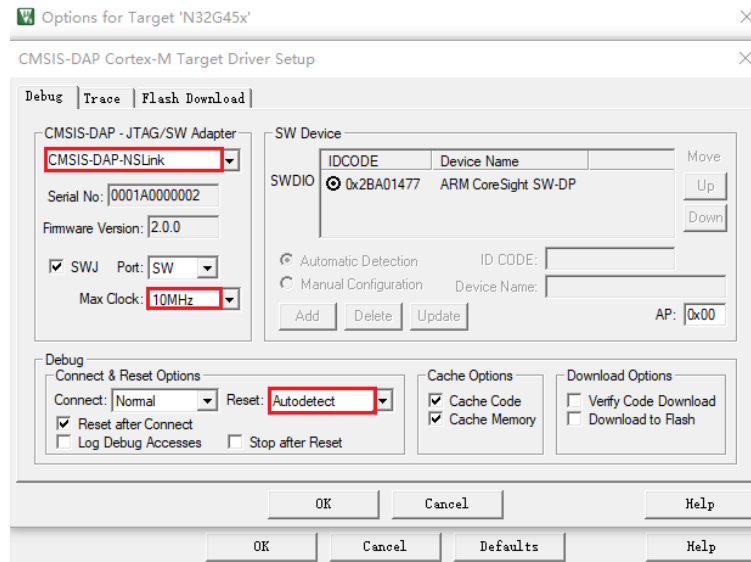 Options for Target 'N32G45x'
CMSIS-DAP Cortex-M Target Driver Setup
Debug Trace Flash Download
CMSIS-DAP - JTAG/SW Adapter
CMSIS-DAP-NSLink
Serial No: 0001A0000002
Firmware Version: 2.0.0
SWJ Port: SW
Max Clock: 10MHz
SW Device
IDCODE Device Name
SWDIO 0x2BA01477 ARM CoreSight SW-DP
Move
Up
Down
Automatic Detection ID CODE:
Manual Configuration Device Name:
Add Delete Update AP: 0x00
Debug
Connect & Reset Options
Connect: Normal Reset: Autodetect
Reset after Connect
Log Debug Accesses Stop after Reset
Cache Options
Cache Code
Cache Memory
Download Options
Verify Code Download
Download to Flash
OK Cancel Help
OK Cancel Defaults Help